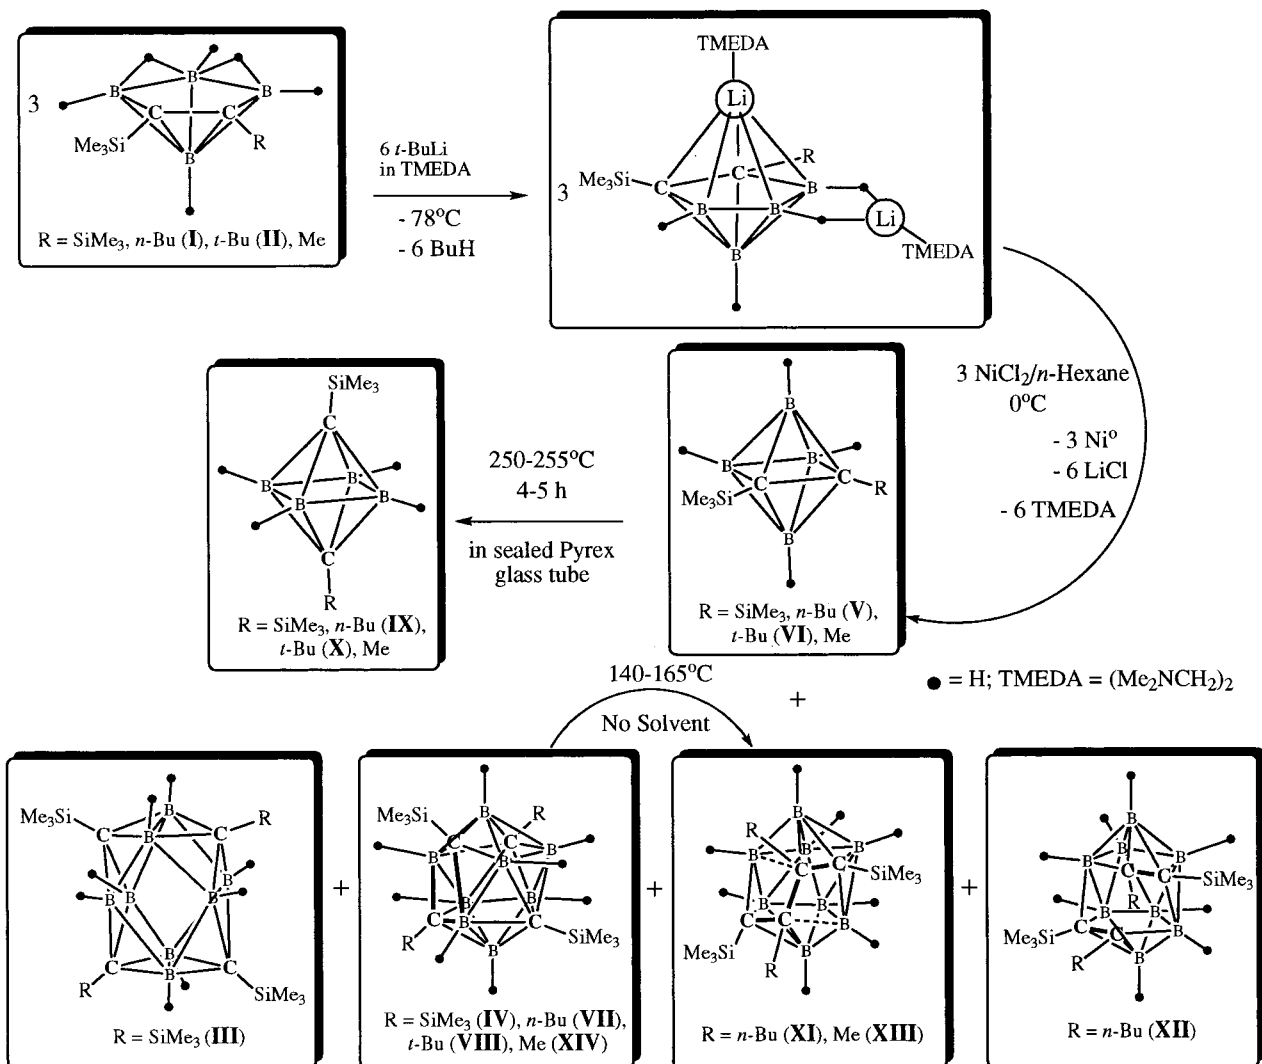 3
B
B
B
C
C
Me3Si
R
B
R = SiMe3, n-Bu (I), t-Bu (II), Me
6 t-BuLi
in TMEDA
- 78°C
- 6 BuH
3
TMEDA
Li
R
Me3Si
C
C
B
B
B
Li
B
TMEDA
3 NiCl2/n-Hexane
0°C
- 3 Ni°
- 6 LiCl
- 6 TMEDA
B
B
B
C
C
Me3Si
R
B
R = SiMe3, n-Bu (V),
t-Bu (VI), Me
250-255°C
4-5 h
in sealed Pyrex
glass tube
SiMe3
C
B
B
B
B
C
R
R = SiMe3, n-Bu (IX),
t-Bu (X), Me
● = H; TMEDA = (Me2NCH2)2
+
140-165°C
No Solvent
Me3Si
B
R
C
B
C
B
B
B
B
B
C
B
C
R
B
SiMe3
R = SiMe3 (III)
+
Me3Si
B
R
C
C
B
B
B
B
B
C
B
C
R
SiMe3
B
R = SiMe3 (IV), n-Bu (VII),
t-Bu (VIII), Me (XIV)
+
B
R
B
B
B
C
C
SiMe3
B
B
C
C
B
Me3Si
R
B
R = n-Bu (XI), Me (XIII)
+
B
B
B
B
C
C
SiMe3
R
B
B
C
C
B
Me3Si
R
B
R = n-Bu (XII)